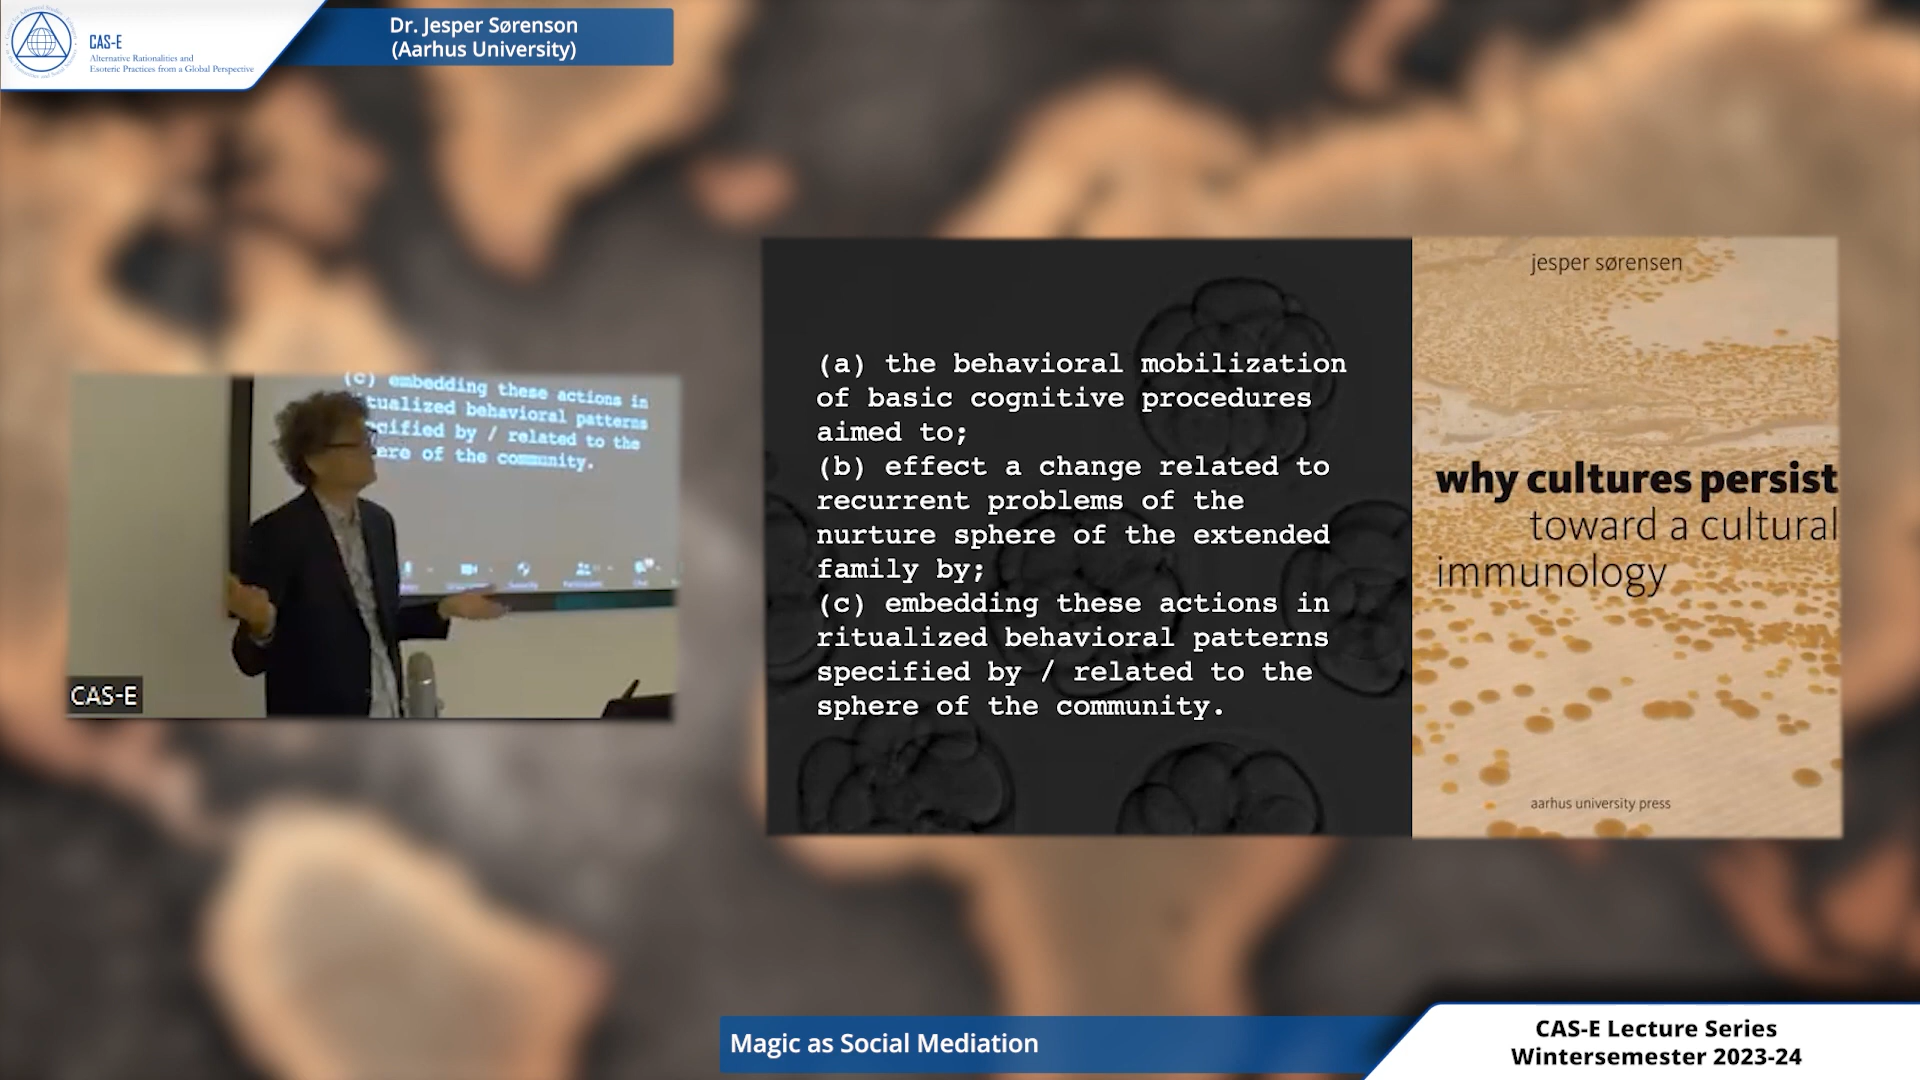 CAS-E
Alternative Rationalities and
Esoteric Practices from a Global Perspective
Dr. Jesper Sørenson
(Aarhus University)
(c) embedding these actions in
tualized behavioral patterns
ecified by / related to the
ere of the community.
CAS-E
(a) the behavioral mobilization
of basic cognitive procedures
aimed to;
(b) effect a change related to
recurrent problems of the
nurture sphere of the extended
family by;
(c) embedding these actions in
ritualized behavioral patterns
specified by / related to the
sphere of the community.
jesper sørensen
why cultures persist
toward a cultural
immunology
aarhus university press
Magic as Social Mediation
CAS-E Lecture Series
Wintersemester 2023-24